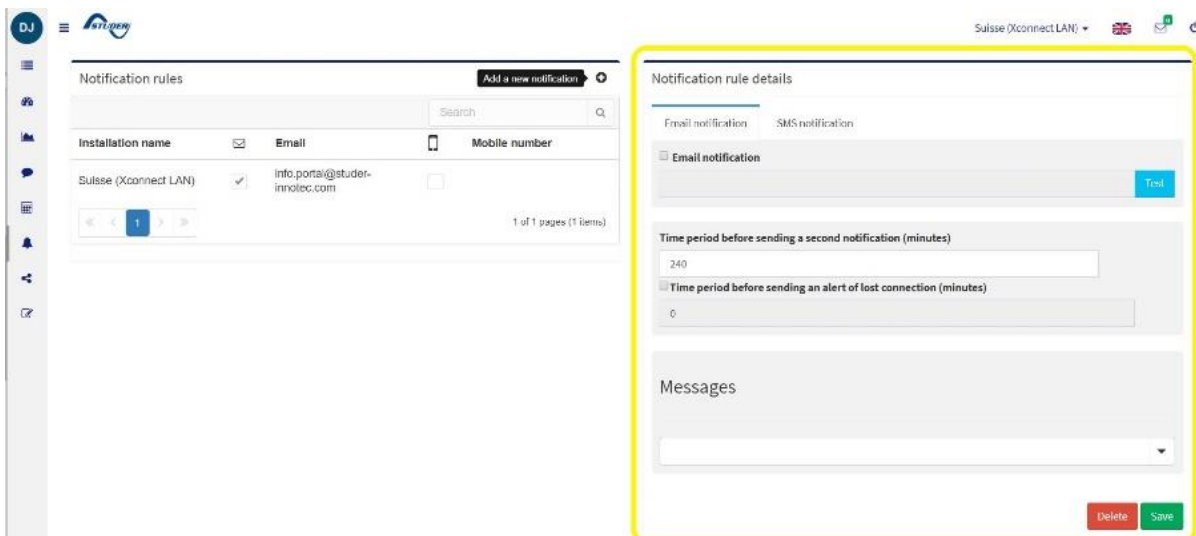 DJ
STUDER
Suisse (Xconnect LAN)
Notification rules
Add a new notification
Search
Installation name
Email
Mobile number
Suisse (Xconnect LAN)
info.portal@studer-
innotec.com
1
1 of 1 pages (1 items)
Notification rule details
Email notification
SMS notification
Email notification
Test
Time period before sending a second notification (minutes)
240
Time period before sending an alert of lost connection (minutes)
0
Messages
Delete
Save